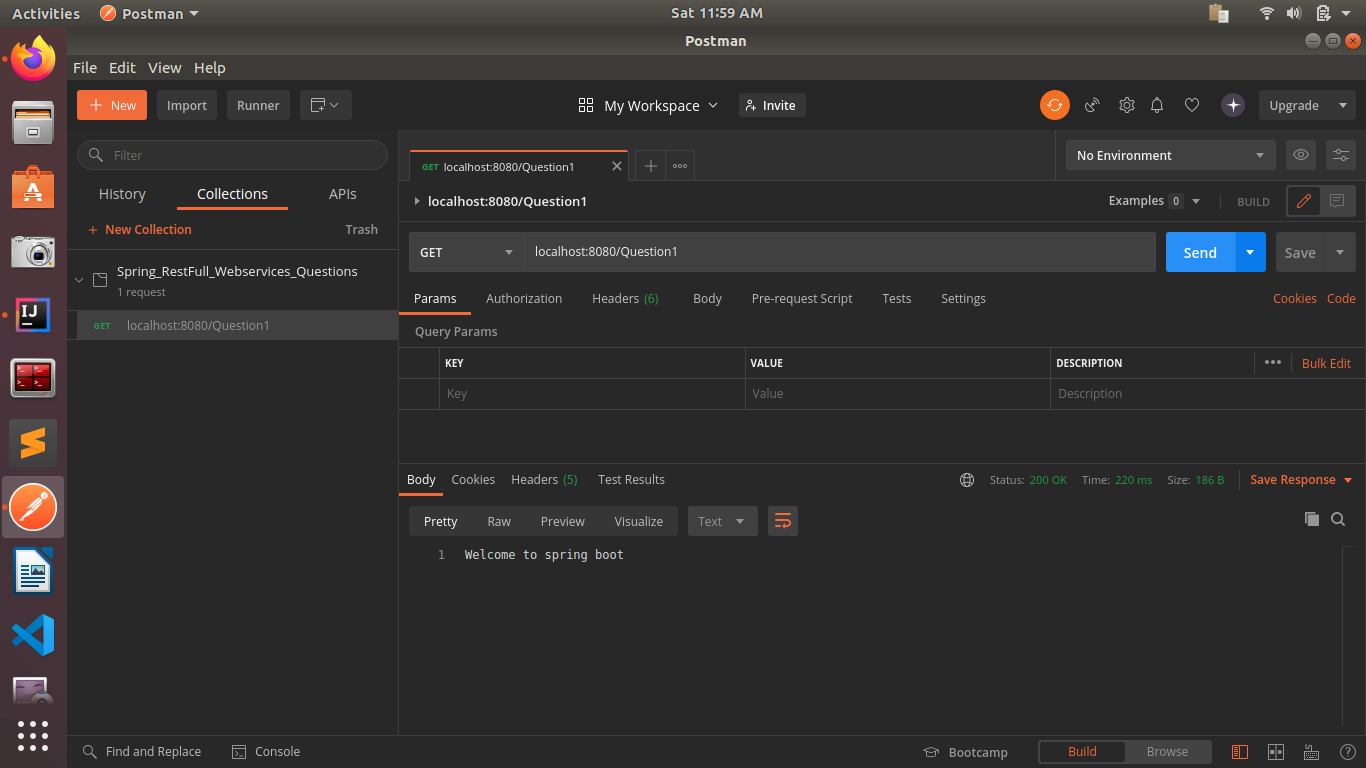 Activities Postman Sat 11:59 AM
Postman
File Edit View Help
New Import Runner My Workspace Invite Upgrade
Filter
History Collections APIs
+ New Collection Trash
Spring_RestFull_Webservices_Questions
1 request
GET localhost:8080/Question1
GET localhost:8080/Question1 No Environment
localhost:8080/Question1 Examples 0 BUILD
GET localhost:8080/Question1 Send Save
Params Authorization Headers (6) Body Pre-request Script Tests Settings Cookies Code
Query Params
KEY VALUE DESCRIPTION Bulk Edit
Key Value Description
Body Cookies Headers (5) Test Results Status: 200 OK Time: 220 ms Size: 186 B Save Response
Pretty Raw Preview Visualize Text
1 Welcome to spring boot
Find and Replace Console Bootcamp Build Browse